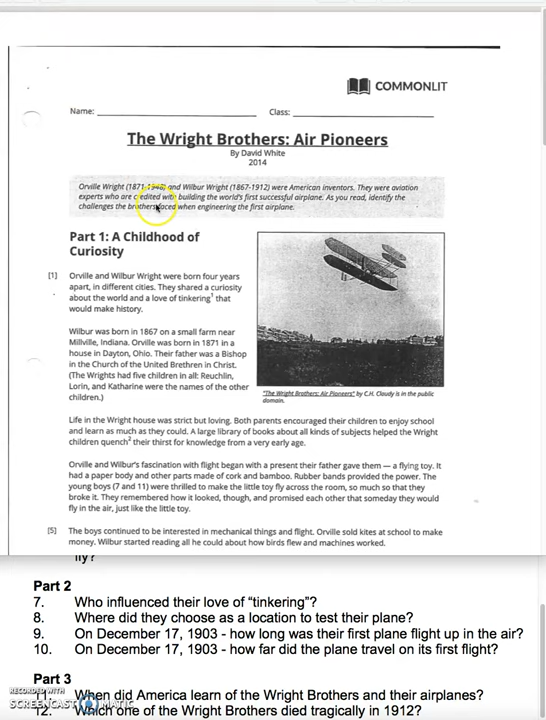 COMMONLIT
Name: Class:
The Wright Brothers: Air Pioneers
By David White
2014
Orville Wright (1871-1948) and Wilbur Wright (1867-1912) were American inventors. They were aviation
experts who are credited with building the world's first successful airplane. As you read, identify the
challenges the brothers faced when engineering the first airplane.
Part 1: A Childhood of
Curiosity
[1] Orville and Wilbur Wright were born four years
apart, in different cities. They shared a curiosity
about the world and a love of tinkering1 that
would make history.
Wilbur was born in 1867 on a small farm near
Millville, Indiana. Orville was born in 1871 in a
house in Dayton, Ohio. Their father was a Bishop
in the Church of the United Brethren in Christ.
(The Wrights had five children in all: Reuchlin,
Lorin, and Katharine were the names of the other
children.)
"The Wright Brothers: Air Pioneers" by C.H. Claudy is in the public
domain.
Life in the Wright house was strict but loving. Both parents encouraged their children to enjoy school
and learn as much as they could. A large library of books about all kinds of subjects helped the Wright
children quench2 their thirst for knowledge from a very early age.
Orville and Wilbur's fascination with flight began with a present their father gave them — a flying toy. It
had a paper body and other parts made of cork and bamboo. Rubber bands provided the power. The
young boys (7 and 11) were thrilled to make the little toy fly across the room, so much so that they
broke it. They remembered how it looked, though, and promised each other that someday they would
fly in the air, just like the little toy.
[5] The boys continued to be interested in mechanical things and flight. Orville sold kites at school to make
money. Wilbur started reading all he could about how birds flew and machines worked.
fly?
Part 2
7. Who influenced their love of “tinkering”?
8. Where did they choose as a location to test their plane?
9. On December 17, 1903 - how long was their first plane flight up in the air?
10. On December 17, 1903 - how far did the plane travel on its first flight?
Part 3
11. When did America learn of the Wright Brothers and their airplanes?
12. Which one of the Wright Brothers died tragically in 1912?
RECORDED WITH
SCREENCAST MATIC